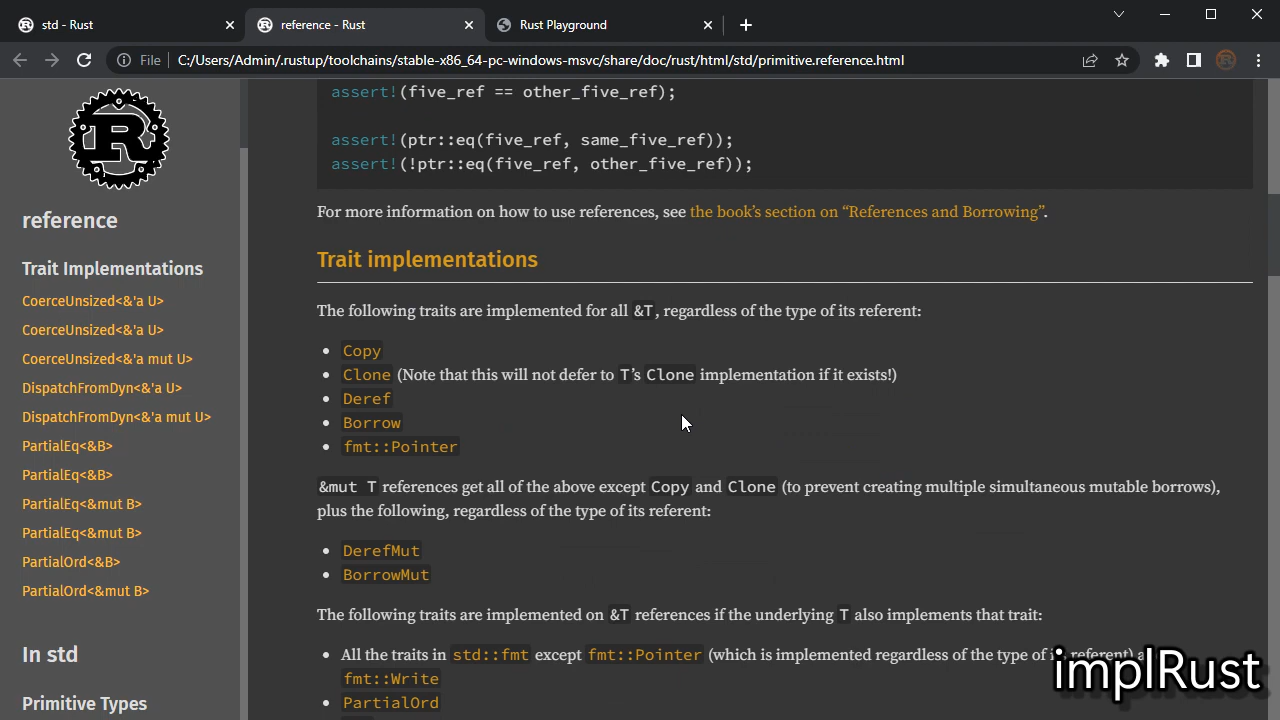 std - Rust
reference - Rust
Rust Playground
File
C:/Users/Admin/.rustup/toolchains/stable-x86_64-pc-windows-msvc/share/doc/rust/html/std/primitive.reference.html
R
reference
Trait Implementations
CoerceUnsized<&'a U>
CoerceUnsized<&'a U>
CoerceUnsized<&'a mut U>
DispatchFromDyn<&'a U>
DispatchFromDyn<&'a mut U>
PartialEq<&B>
PartialEq<&B>
PartialEq<&mut B>
PartialEq<&mut B>
PartialOrd<&B>
PartialOrd<&mut B>
In std
Primitive Types
assert!(five_ref == other_five_ref);
assert!(ptr::eq(five_ref, same_five_ref));
assert!(!ptr::eq(five_ref, other_five_ref));
For more information on how to use references, see the book’s section on “References and Borrowing”.
Trait implementations
The following traits are implemented for all &T, regardless of the type of its referent:
Copy
Clone (Note that this will not defer to T’s Clone implementation if it exists!)
Deref
Borrow
fmt::Pointer
&mut T references get all of the above except Copy and Clone (to prevent creating multiple simultaneous mutable borrows),
plus the following, regardless of the type of its referent:
DerefMut
BorrowMut
The following traits are implemented on &T references if the underlying T also implements that trait:
All the traits in std::fmt except fmt::Pointer (which is implemented regardless of the type of its referent)
fmt::Write
PartialOrd
implRust